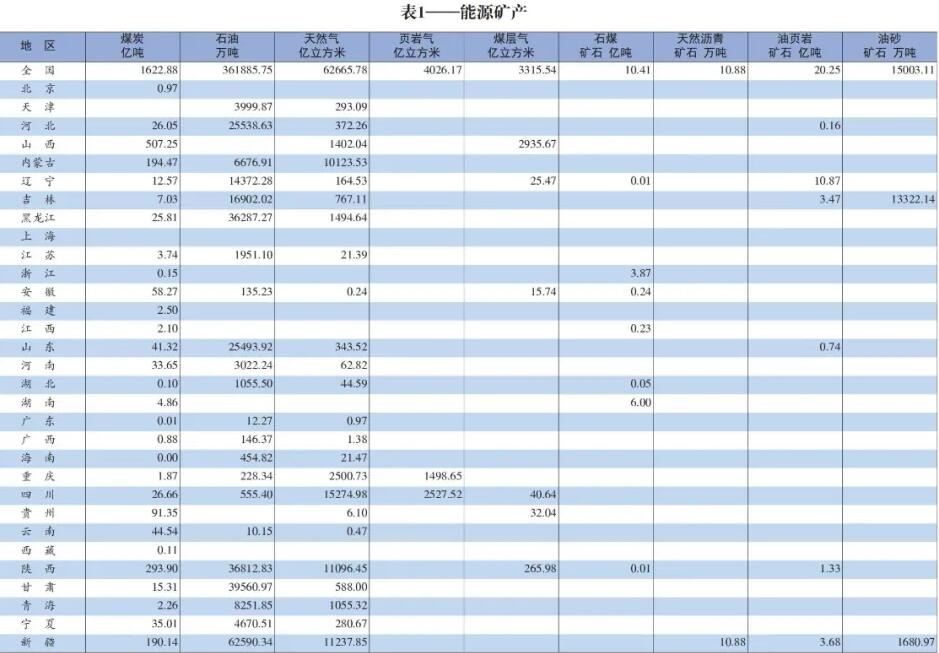 表1——能源矿产
地 区 煤炭 亿吨 石油 万吨 天然气 亿立方米 页岩气 亿立方米 煤层气 亿立方米 石煤 矿石 亿吨 天然沥青 矿石 万吨 油页岩 矿石 亿吨 油砂 矿石 万吨
全 国 1622.88 361885.75 62665.78 4026.17 3315.54 10.41 10.88 20.25 15003.11
北 京 0.97
天 津 3999.87 293.09
河 北 26.05 25538.63 372.26 0.16
山 西 507.25 1402.04 2935.67
内蒙古 194.47 6676.91 10123.53
辽 宁 12.57 14372.28 164.53 25.47 0.01 10.87
吉 林 7.03 16902.02 767.11 3.47 13322.14
黑龙江 25.81 36287.27 1494.64
上 海
江 苏 3.74 1951.10 21.39
浙 江 0.15 3.87
安 徽 58.27 135.23 0.24 15.74 0.24
福 建 2.50
江 西 2.10 0.23
山 东 41.32 25493.92 343.52 0.74
河 南 33.65 3022.24 62.82
湖 北 0.10 1055.50 44.59 0.05
湖 南 4.86 6.00
广 东 0.01 12.27 0.97
广 西 0.88 146.37 1.38
海 南 0.00 454.82 21.47
重 庆 1.87 228.34 2500.73 1498.65
四 川 26.66 555.40 15274.98 2527.52 40.64
贵 州 91.35 6.10 32.04
云 南 44.54 10.15 0.47
西 藏 0.11
陕 西 293.90 36812.83 11096.45 265.98 0.01 1.33
甘 肃 15.31 39560.97 588.00
青 海 2.26 8251.85 1055.32
宁 夏 35.01 4670.51 280.67
新 疆 190.14 62590.34 11237.85 10.88 3.68 1680.97